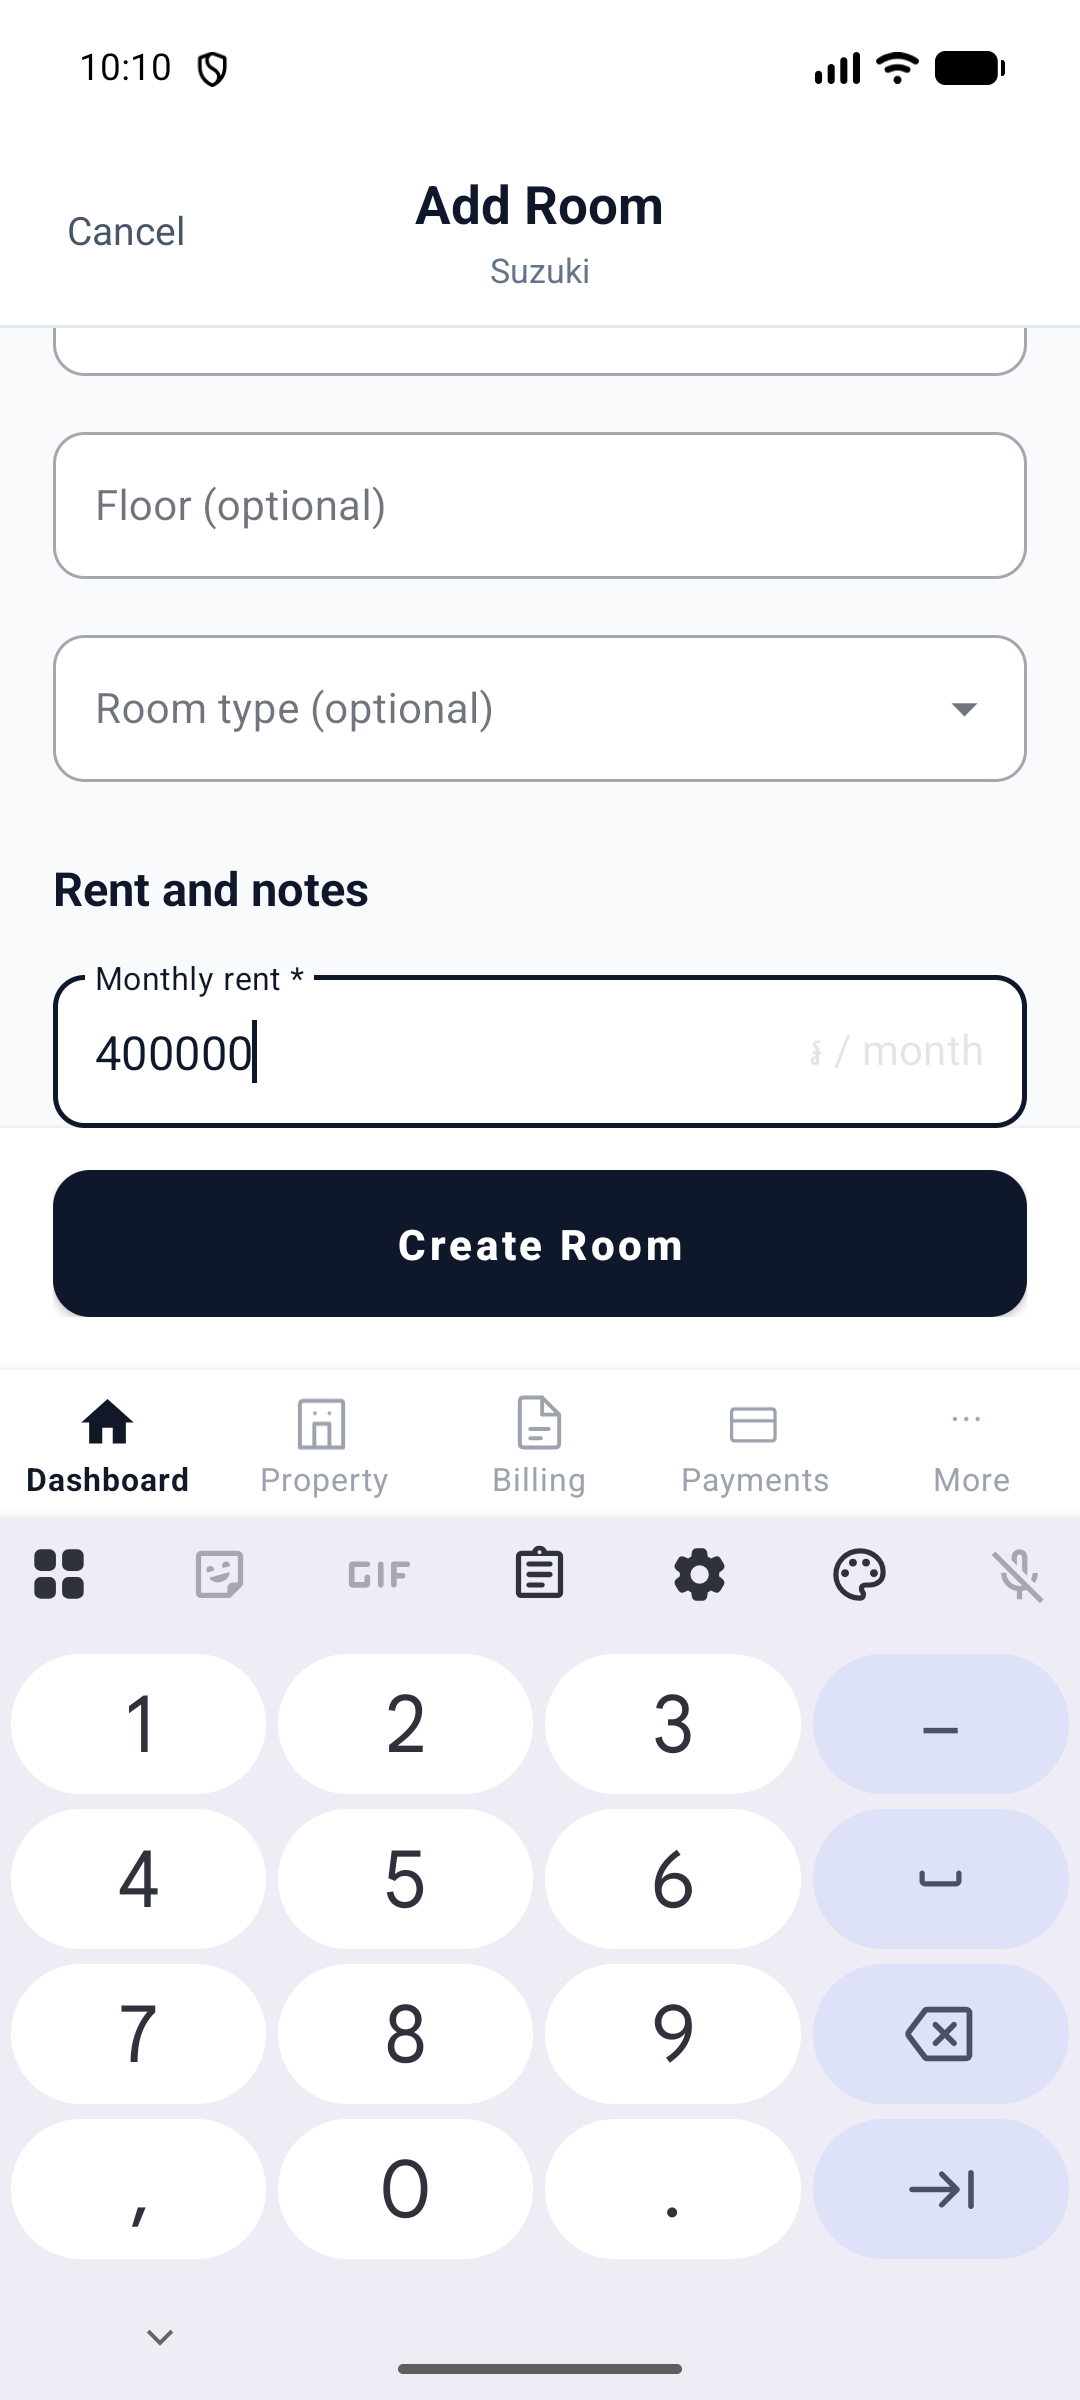 10:10
Cancel
Add Room
Suzuki
Floor (optional)
Room type (optional)
Rent and notes
Monthly rent *
400000
៛ / month
Create Room
Dashboard
Property
Billing
Payments
More
GIF
1
2
3
–
4
5
6
7
8
9
,
0
.